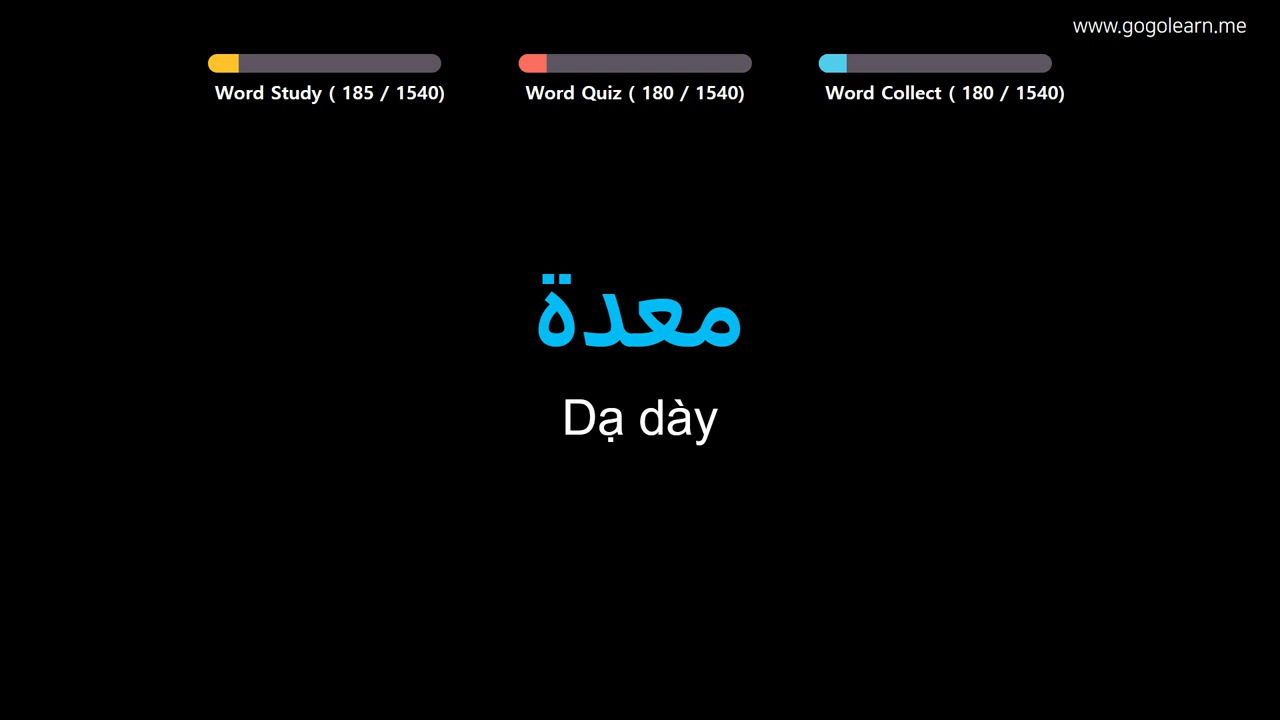 www.gogolearn.me
Word Study ( 185 / 1540)
Word Quiz ( 180 / 1540)
Word Collect ( 180 / 1540)
معدة
Dạ dày